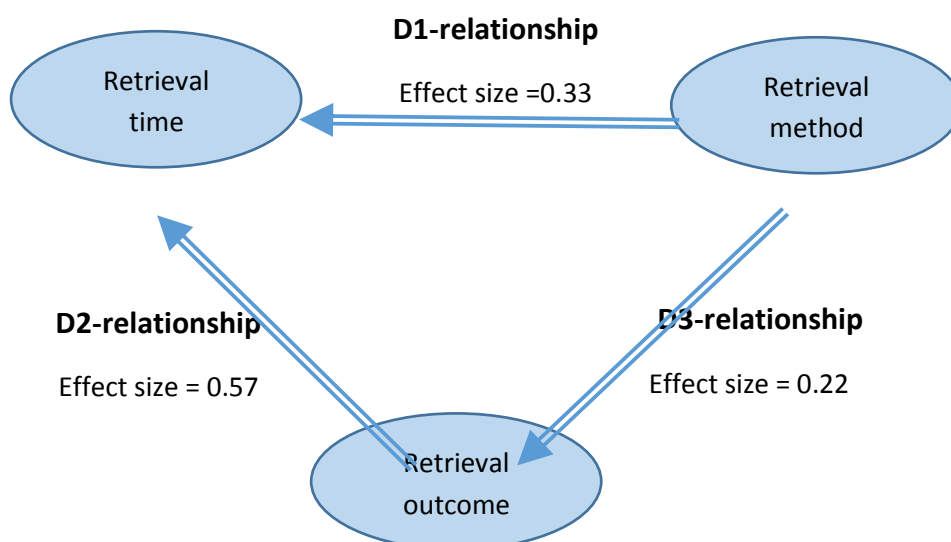 D1-relationship
Retrieval
time
Effect size =0.33
Retrieval
method
D2-relationship
Effect size = 0.57
D3-relationship
Effect size = 0.22
Retrieval
outcome